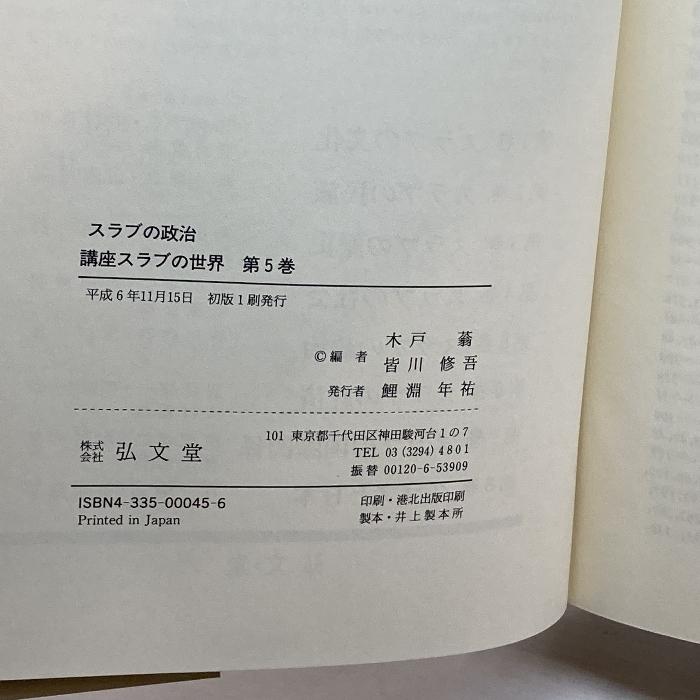 スラブの政治
講座スラブの世界 第5巻
平成6年11月15日 初版1刷発行
©編者 木戸 蓊
皆川 修吾
発行者 鯉淵 年祐
株式会社 弘文堂
101 東京都千代田区神田駿河台1の7
TEL 03(3294)4801
振替 00120-6-53909
ISBN4-335-00045-6
Printed in Japan
印刷・港北出版印刷
製本・井上製本所